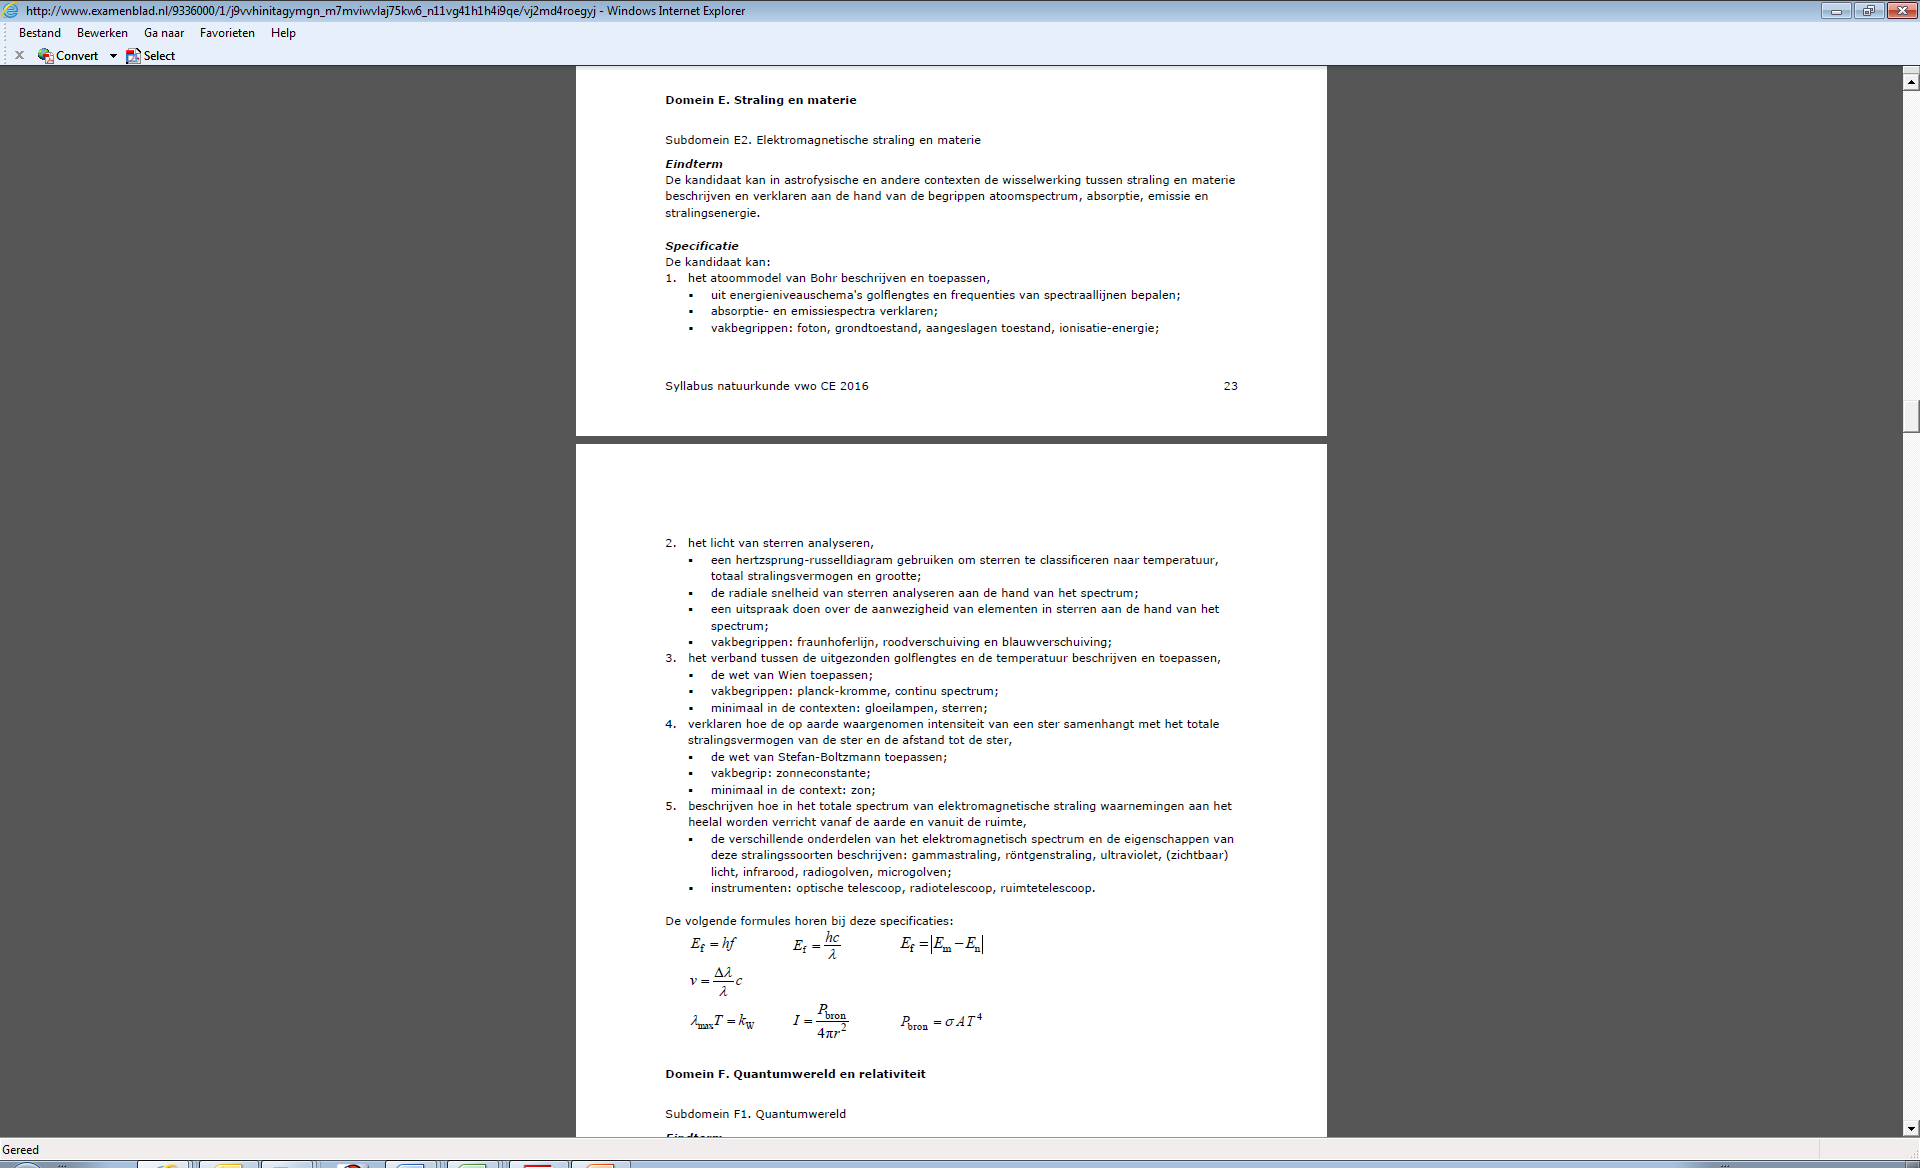 http://www.examenblad.nl/9336000/1/j9vvhinitagymgn_m7mviwvlaj75kw6_n11vg41h1h4i9qe/vj2md4roegyj - Windows Internet Explorer
Bestand Bewerken Ga naar Favorieten Help
Convert Select
Domein E. Straling en materie
Subdomein E2. Elektromagnetische straling en materie
Eindterm
De kandidaat kan in astrofysische en andere contexten de wisselwerking tussen straling en materie
beschrijven en verklaren aan de hand van de begrippen atoomspectrum, absorptie, emissie en
stralingsenergie.
Specificatie
De kandidaat kan:
1. het atoommodel van Bohr beschrijven en toepassen,
▪ uit energieniveauschema's golflengtes en frequenties van spectraallijnen bepalen;
▪ absorptie- en emissiespectra verklaren;
▪ vakbegrippen: foton, grondtoestand, aangeslagen toestand, ionisatie-energie;
Syllabus natuurkunde vwo CE 2016 23
2. het licht van sterren analyseren,
▪ een hertzsprung-russelldiagram gebruiken om sterren te classificeren naar temperatuur,
totaal stralingsvermogen en grootte;
▪ de radiale snelheid van sterren analyseren aan de hand van het spectrum;
▪ een uitspraak doen over de aanwezigheid van elementen in sterren aan de hand van het
spectrum;
▪ vakbegrippen: fraunhoferlijn, roodverschuiving en blauwverschuiving;
3. het verband tussen de uitgezonden golflengtes en de temperatuur beschrijven en toepassen,
▪ de wet van Wien toepassen;
▪ vakbegrippen: planck-kromme, continu spectrum;
▪ minimaal in de contexten: gloeilampen, sterren;
4. verklaren hoe de op aarde waargenomen intensiteit van een ster samenhangt met het totale
stralingsvermogen van de ster en de afstand tot de ster,
▪ de wet van Stefan-Boltzmann toepassen;
▪ vakbegrip: zonneconstante;
▪ minimaal in de context: zon;
5. beschrijven hoe in het totale spectrum van elektromagnetische straling waarnemingen aan het
heelal worden verricht vanaf de aarde en vanuit de ruimte,
▪ de verschillende onderdelen van het elektromagnetisch spectrum en de eigenschappen van
deze stralingssoorten beschrijven: gammastraling, röntgenstraling, ultraviolet, (zichtbaar)
licht, infrarood, radiogolven, microgolven;
▪ instrumenten: optische telescoop, radiotelescoop, ruimtetelescoop.
De volgende formules horen bij deze specificaties:
E_f = hf E_f = hc/λ E_f = |E_m − E_n|
v = Δλ/λ c
λ_max T = k_W I = P_bron/4πr² P_bron = σAT⁴
Domein F. Quantumwereld en relativiteit
Subdomein F1. Quantumwereld
Eindterm
Gereed